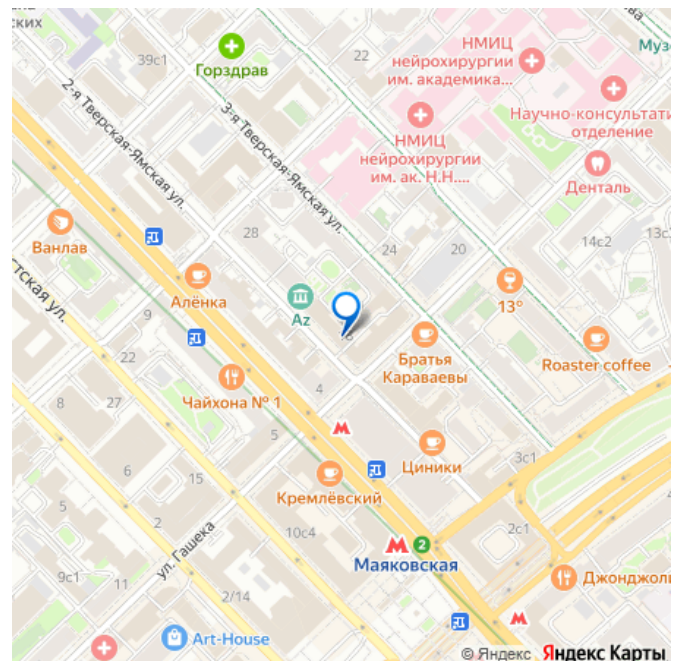 ских
39с1
Горздрав
22
НМИЦ
нейрохирургии
им. академика...
Музе
Научно-консультати
отделение
НМИЦ
нейрохирургии
им. ак. Н.Н....
Денталь
2-я Тверская-Ямская ул.
3-я Тверская-Ямская ул.
Ванлав
28
24
20
14с2
13с
тская ул.
Алёнка
Az
13°
9
22
Братья
Караваевы
Roaster coffee
8
27
Чайхона № 1
4
5
Циники
3с1
6
15
Кремлёвский
5
2
10с4
2с1
ул. Гашека
2
Маяковская
9с1
11
2/14
Джонджоли
Art-House
© Яндекс Яндекс Карты